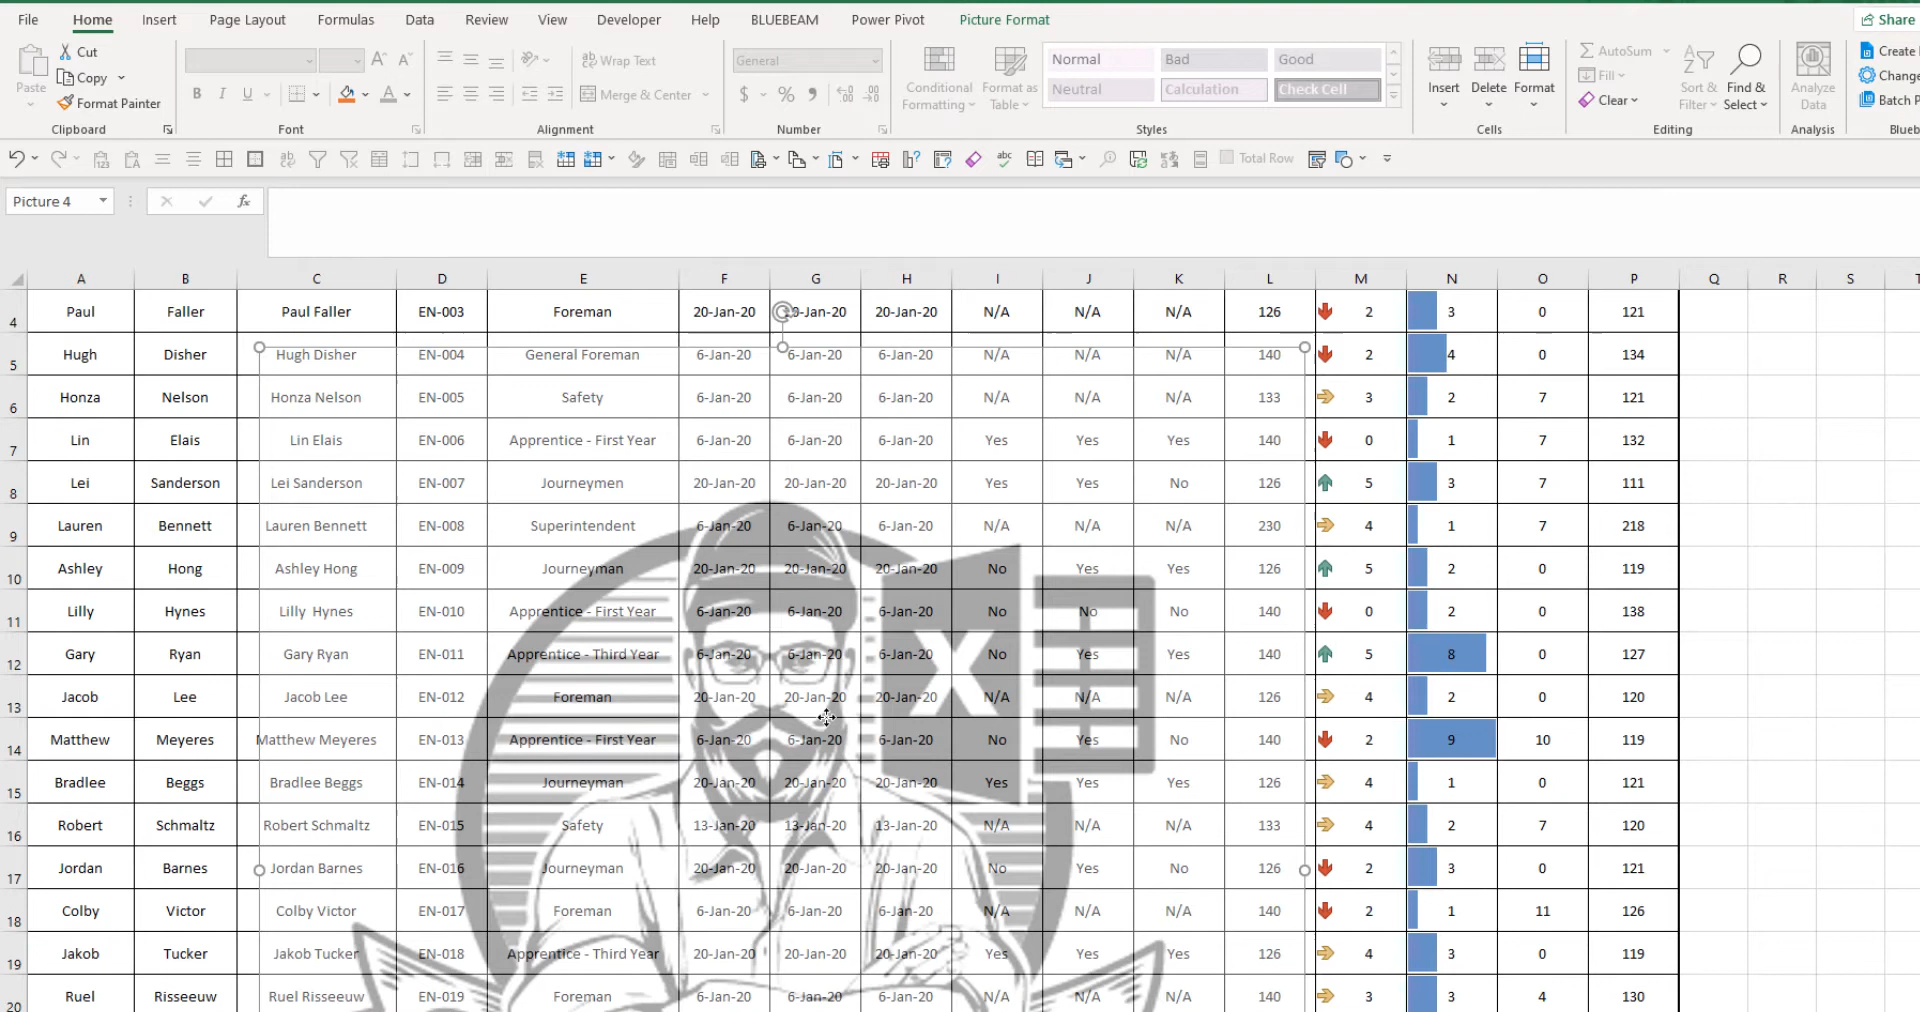 File Home Insert Page Layout Formulas Data Review View Developer Help BLUEBEAM Power Pivot Picture Format Share
Cut
Copy
Format Painter
Paste
Clipboard
B I U
Font
Wrap Text
Merge & Center
Alignment
General
$ % 9
Number
Conditional Formatting
Format as Table
Normal Bad Good
Neutral Calculation Check Cell
Styles
Insert Delete Format
Cells
AutoSum
Fill
Clear
Sort & Filter
Find & Select
Editing
Analyze Data
Analysis
Create
Change
Batch P
Blueb
Total Row
Picture 4 fx
A B C D E F G H I J K L M N O P Q R S T
4 Paul Faller Paul Faller EN-003 Foreman 20-Jan-20 20-Jan-20 20-Jan-20 N/A N/A N/A 126 2 3 0 121
5 Hugh Disher Hugh Disher EN-004 General Foreman 6-Jan-20 6-Jan-20 6-Jan-20 N/A N/A N/A 140 2 4 0 134
6 Honza Nelson Honza Nelson EN-005 Safety 6-Jan-20 6-Jan-20 6-Jan-20 N/A N/A N/A 133 3 2 7 121
7 Lin Elais Lin Elais EN-006 Apprentice - First Year 6-Jan-20 6-Jan-20 6-Jan-20 Yes Yes Yes 140 0 1 7 132
8 Lei Sanderson Lei Sanderson EN-007 Journeymen 20-Jan-20 20-Jan-20 20-Jan-20 Yes Yes No 126 5 3 7 111
9 Lauren Bennett Lauren Bennett EN-008 Superintendent 6-Jan-20 6-Jan-20 6-Jan-20 N/A N/A N/A 230 4 1 7 218
10 Ashley Hong Ashley Hong EN-009 Journeyman 20-Jan-20 20-Jan-20 20-Jan-20 No Yes Yes 126 5 2 0 119
11 Lilly Hynes Lilly Hynes EN-010 Apprentice - First Year 6-Jan-20 6-Jan-20 6-Jan-20 No No No 140 0 2 0 138
12 Gary Ryan Gary Ryan EN-011 Apprentice - Third Year 6-Jan-20 6-Jan-20 6-Jan-20 No Yes Yes 140 5 8 0 127
13 Jacob Lee Jacob Lee EN-012 Foreman 20-Jan-20 20-Jan-20 20-Jan-20 N/A N/A N/A 126 4 2 0 120
14 Matthew Meyeres Matthew Meyeres EN-013 Apprentice - First Year 6-Jan-20 6-Jan-20 6-Jan-20 No Yes No 140 2 9 10 119
15 Bradlee Beggs Bradlee Beggs EN-014 Journeyman 20-Jan-20 20-Jan-20 20-Jan-20 Yes Yes Yes 126 4 1 0 121
16 Robert Schmaltz Robert Schmaltz EN-015 Safety 13-Jan-20 13-Jan-20 13-Jan-20 N/A N/A N/A 133 4 2 7 120
17 Jordan Barnes Jordan Barnes EN-016 Journeyman 20-Jan-20 20-Jan-20 20-Jan-20 No Yes No 126 2 3 0 121
18 Colby Victor Colby Victor EN-017 Foreman 6-Jan-20 6-Jan-20 6-Jan-20 N/A N/A N/A 140 2 1 11 126
19 Jakob Tucker Jakob Tucker EN-018 Apprentice - Third Year 20-Jan-20 20-Jan-20 20-Jan-20 Yes Yes Yes 126 4 3 0 119
20 Ruel Risseeuw Ruel Risseeuw EN-019 Foreman 6-Jan-20 6-Jan-20 6-Jan-20 N/A N/A N/A 140 3 3 4 130
X